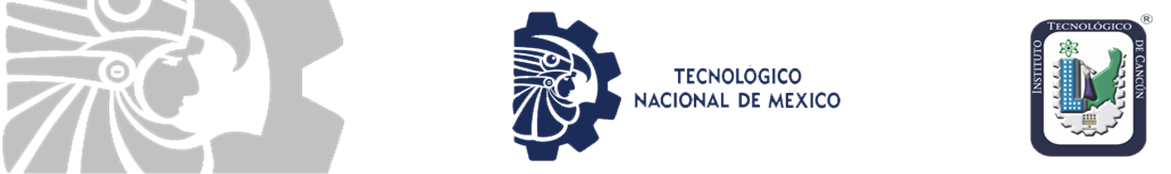 TECNOLÓGICO
NACIONAL DE MEXICO
INSTITUTO
TECNOLÓGICO
DE CANCÚN
®